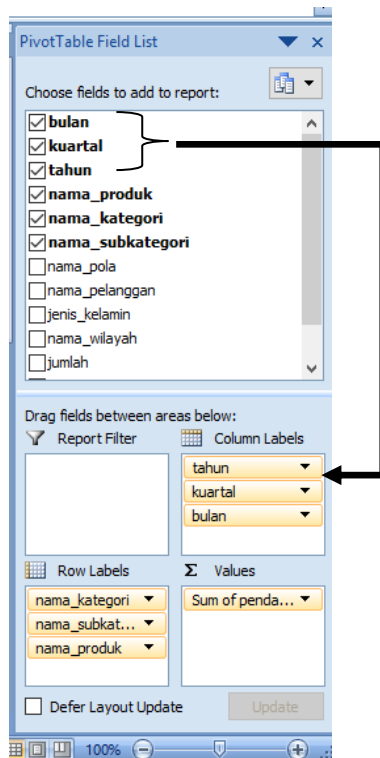 PivotTable Field List
Choose fields to add to report:
bulan
kuartal
tahun
nama_produk
nama_kategori
nama_subkategori
nama_pola
nama_pelanggan
jenis_kelamin
nama_wilayah
jumlah
Drag fields between areas below:
Report Filter
Column Labels
tahun
kuartal
bulan
Row Labels
Σ Values
nama_kategori
Sum of penda...
nama_subkat...
nama_produk
Defer Layout Update
Update
100%